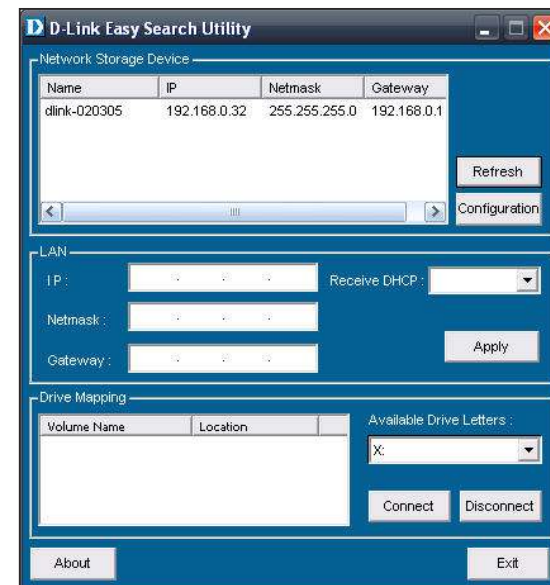 D D-Link Easy Search Utility
Network Storage Device
Name IP Netmask Gateway
dlink-020305 192.168.0.32 255.255.255.0 192.168.0.1
Refresh
Configuration
LAN
IP: . . . Receive DHCP :
Netmask : . . .
Gateway : . . .
Apply
Drive Mapping
Volume Name Location
Available Drive Letters :
X:
Connect Disconnect
About Exit